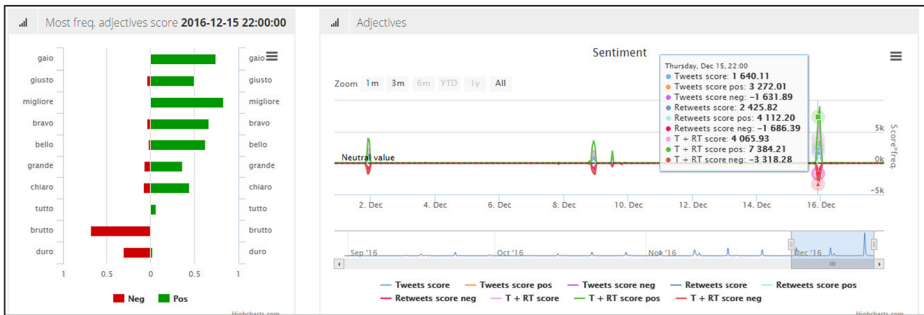 Most freq. adjectives score 2016-12-15 22:00:00
gaio
giusto
migliore
bravo
bello
grande
chiaro
tutto
brutto
duro
gaio
giusto
migliore
bravo
bello
grande
chiaro
tutto
brutto
duro
1 0.5 0 0.5 1
Neg Pos
Highcharts.com
Adjectives
Sentiment
Zoom 1m 3m 6m YTD 1y All
Thursday, Dec 15, 22:00
Tweets score: 1 640.11
Tweets score pos: 3 272.01
Tweets score neg: −1 631.89
Retweets score: 2 425.82
Retweets score pos: 4 112.20
Retweets score neg: −1 686.39
T + RT score: 4 065.93
T + RT score pos: 7 384.21
T + RT score neg: −3 318.28
Neutral value
5k
0k
−5k
Score*freq.
2. Dec 4. Dec 6. Dec 8. Dec 10. Dec 12. Dec 14. Dec 16. Dec
Sep '16 Oct '16 Nov '16 Dec '16
Tweets score Tweets score pos Tweets score neg Retweets score Retweets score pos
Retweets score neg T + RT score T + RT score pos T + RT score neg
Highcharts.com